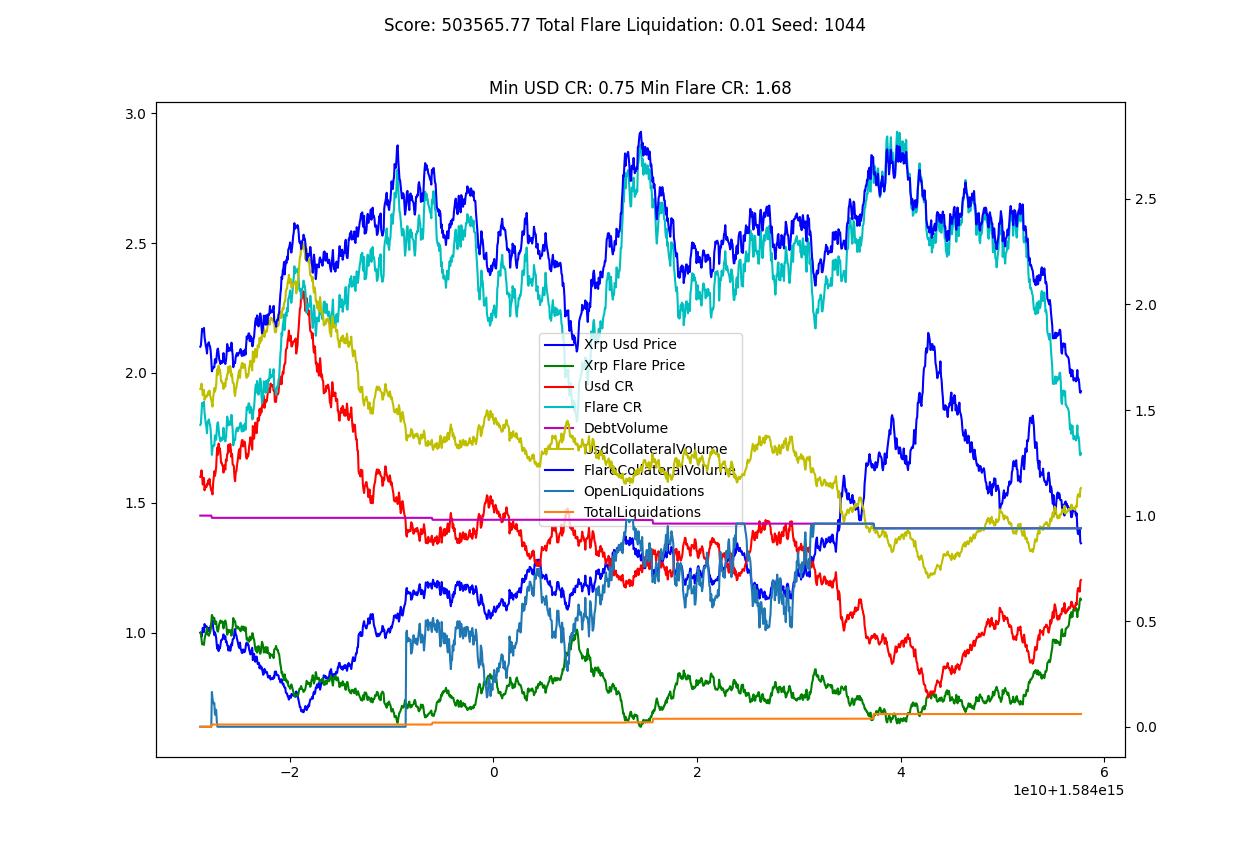 Score: 503565.77 Total Flare Liquidation: 0.01 Seed: 1044
Min USD CR: 0.75 Min Flare CR: 1.68
3.0
2.5
2.0
1.5
1.0
2.5
2.0
1.5
1.0
0.5
0.0
Xrp Usd Price
Xrp Flare Price
Usd CR
Flare CR
DebtVolume
UsdCollateralVolume
FlareCollateralVolume
OpenLiquidations
TotalLiquidations
−2
0
2
4
6
1e10+1.584e15